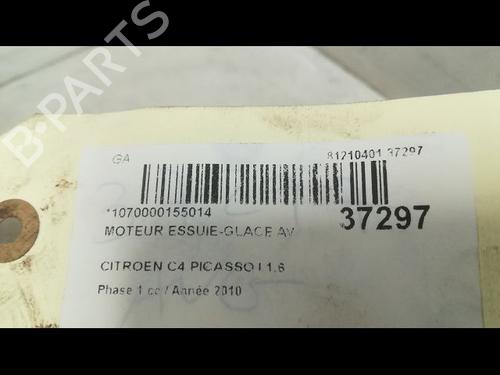 B-PARTS
GA
81210401 37297
*1070000155014
37297
MOTEUR ESSUIE-GLACE AV
CITROEN C4 PICASSO I 1.6
Phase 1 cc / Année 2010